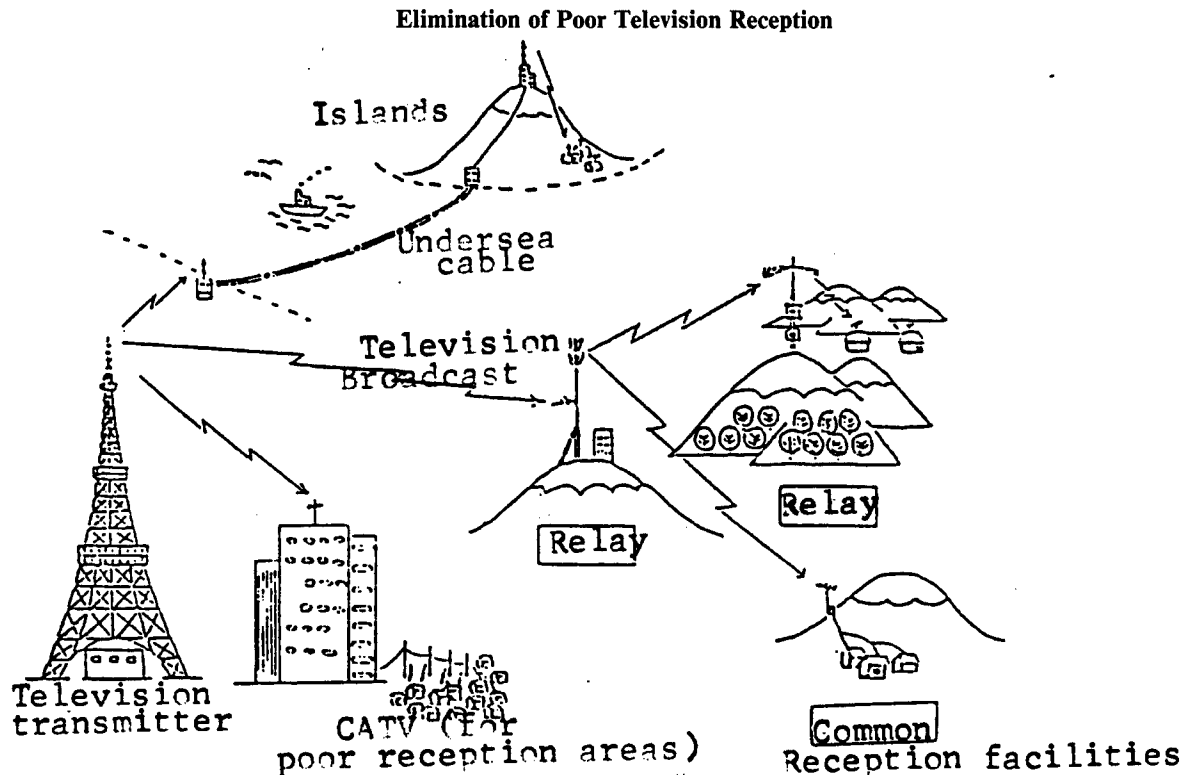 Elimination of Poor Television Reception
Islands
Undersea
cable
Television
Broadcast
Relay
Relay
Television
transmitter
CATV (for
poor reception areas)
Common
Reception facilities